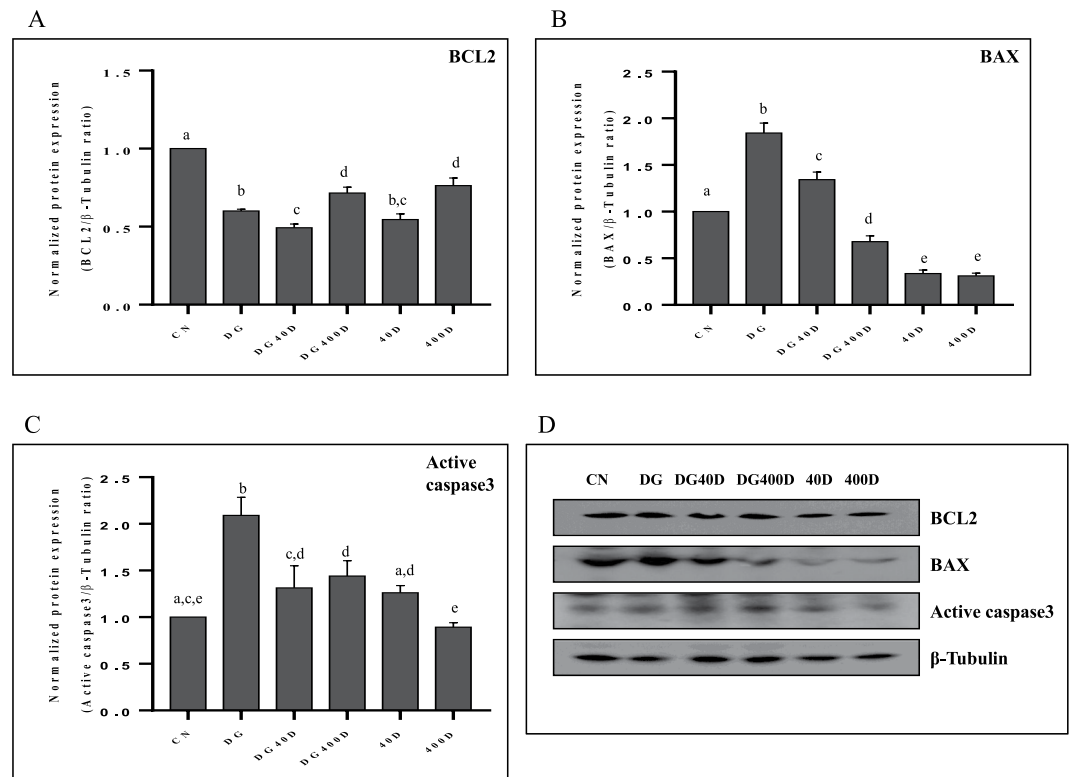 A
BCL2
Normalized protein expression
(BCL2/β-Tubulin ratio)
1.5
1.0
0.5
0.0
a
b
c
d
b,c
d
CN
DG
DG40D
DG400D
40D
400D
B
BAX
Normalized protein expression
(BAX/β-Tubulin ratio)
2.5
2.0
1.5
1.0
0.5
0.0
a
b
c
d
e
e
CN
DG
DG40D
DG400D
40D
400D
C
Active
caspase3
Normalized protein expression
(Active caspase3/β-Tubulin ratio)
2.5
2.0
1.5
1.0
0.5
0.0
a,c,e
b
c,d
d
a,d
e
CN
DG
DG40D
DG400D
40D
400D
D
CN DG DG40D DG400D 40D 400D
BCL2
BAX
Active caspase3
β-Tubulin